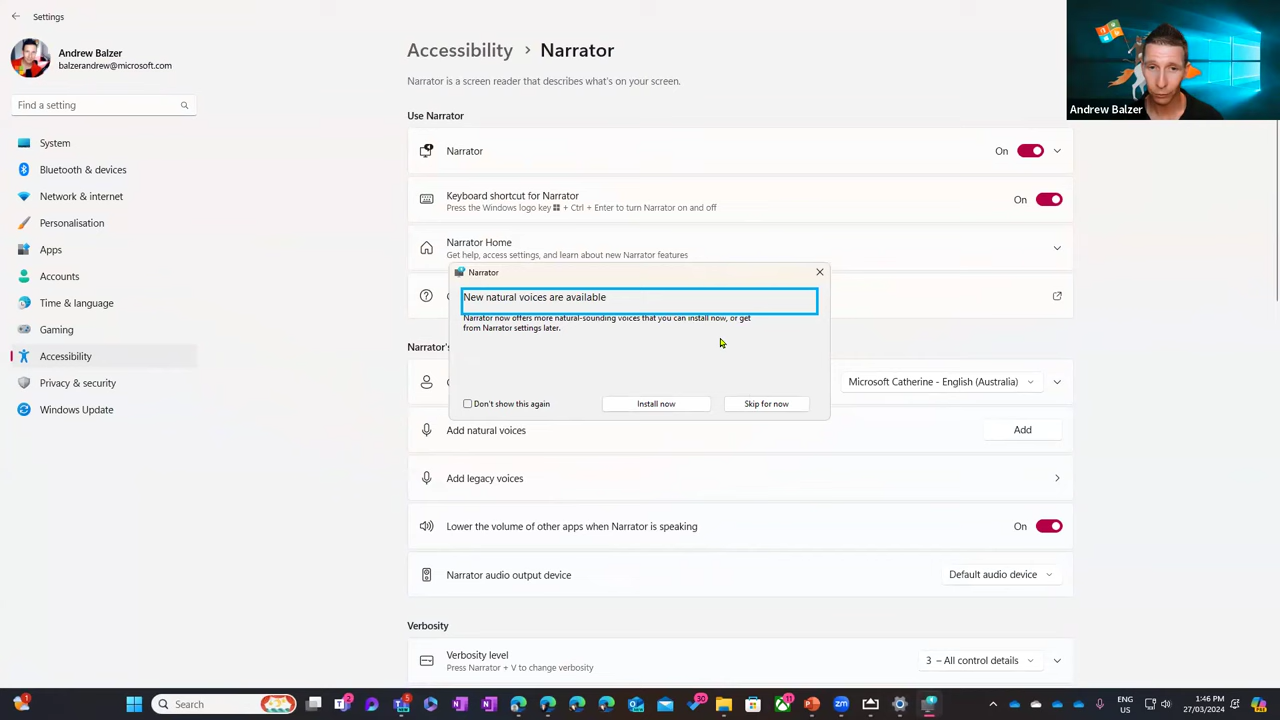 Settings
Andrew Balzer
balzerandrew@microsoft.com
Find a setting
System
Bluetooth & devices
Network & internet
Personalisation
Apps
Accounts
Time & language
Gaming
Accessibility
Privacy & security
Windows Update
Accessibility > Narrator
Narrator is a screen reader that describes what's on your screen.
Use Narrator
Narrator
On
Keyboard shortcut for Narrator
Press the Windows logo key + Ctrl + Enter to turn Narrator on and off
On
Narrator Home
Get help, access settings, and learn about new Narrator features
Narrator
New natural voices are available
Narrator now offers more natural-sounding voices that you can install now, or get
from Narrator settings later.
Don't show this again
Install now
Skip for now
Narrator's
Microsoft Catherine - English (Australia)
Add natural voices
Add
Add legacy voices
Lower the volume of other apps when Narrator is speaking
On
Narrator audio output device
Default audio device
Verbosity
Verbosity level
Press Narrator + V to change verbosity
3 – All control details
Andrew Balzer
Search
ENG
US
1:46 PM
27/03/2024